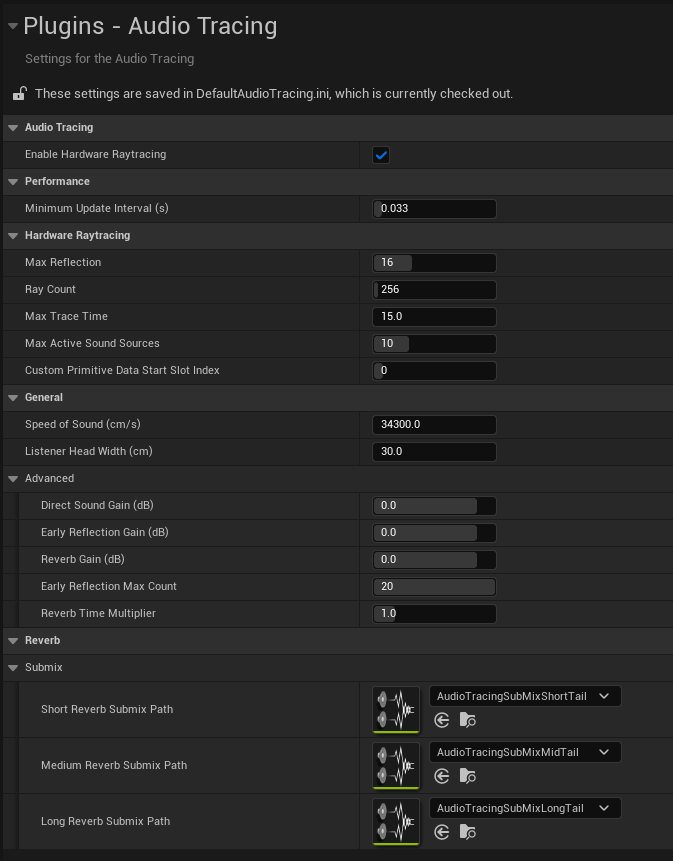 Plugins - Audio Tracing
Settings for the Audio Tracing
These settings are saved in DefaultAudioTracing.ini, which is currently checked out.
Audio Tracing
Enable Hardware Raytracing
Performance
Minimum Update Interval (s) 0.033
Hardware Raytracing
Max Reflection 16
Ray Count 256
Max Trace Time 15.0
Max Active Sound Sources 10
Custom Primitive Data Start Slot Index 0
General
Speed of Sound (cm/s) 34300.0
Listener Head Width (cm) 30.0
Advanced
Direct Sound Gain (dB) 0.0
Early Reflection Gain (dB) 0.0
Reverb Gain (dB) 0.0
Early Reflection Max Count 20
Reverb Time Multiplier 1.0
Reverb
Submix
Short Reverb Submix Path AudioTracingSubMixShortTail
Medium Reverb Submix Path AudioTracingSubMixMidTail
Long Reverb Submix Path AudioTracingSubMixLongTail